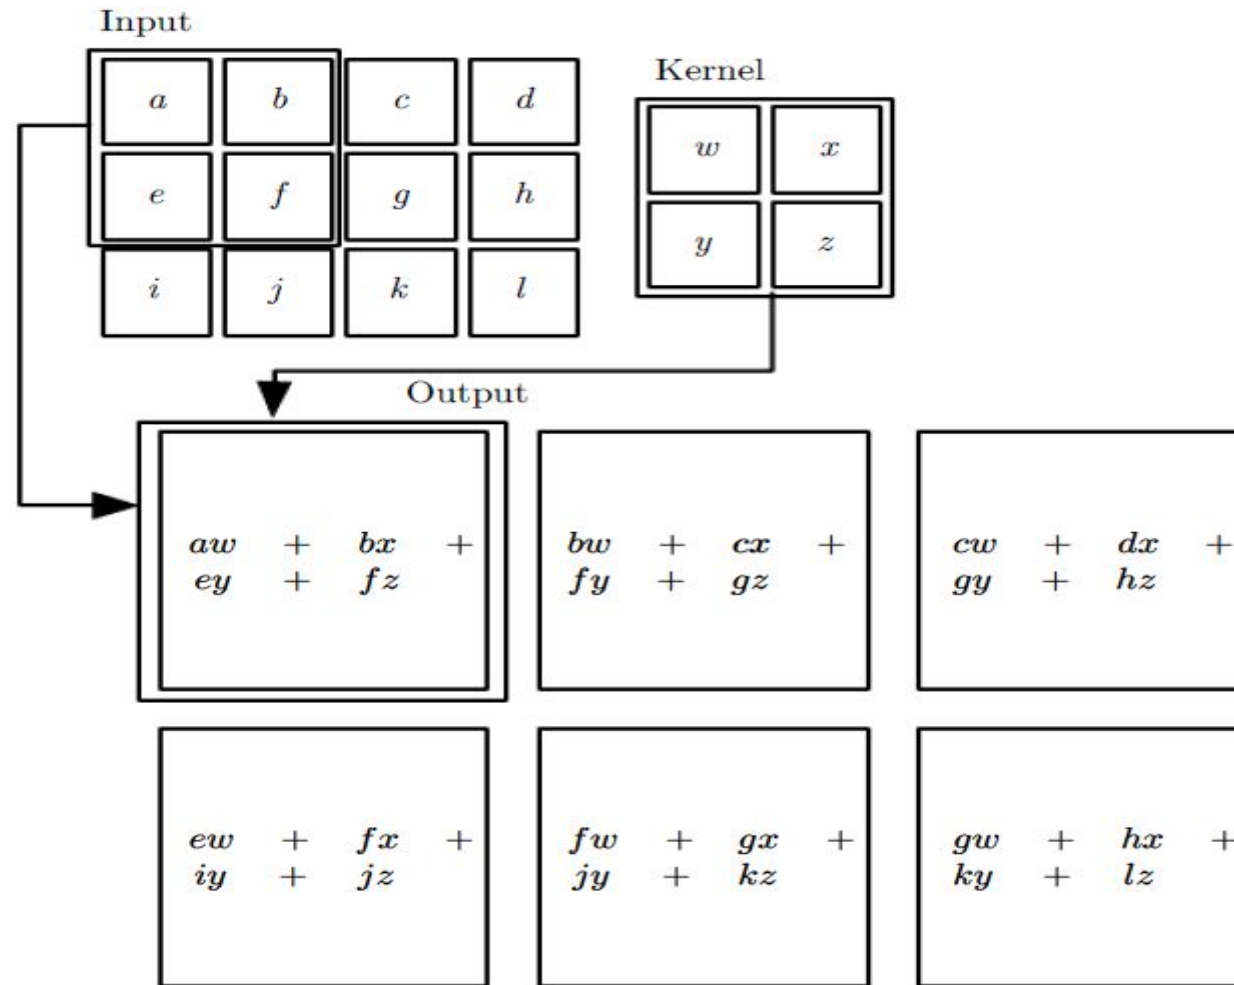 Input
Kernel
a b c d
w x
e f g h
y z
i j k l
Output
aw + bx + bw + cx + cw + dx +
ey + fz fy + gz gy + hz
ew + fx + fw + gx + gw + hx +
iy + jz jy + kz ky + lz